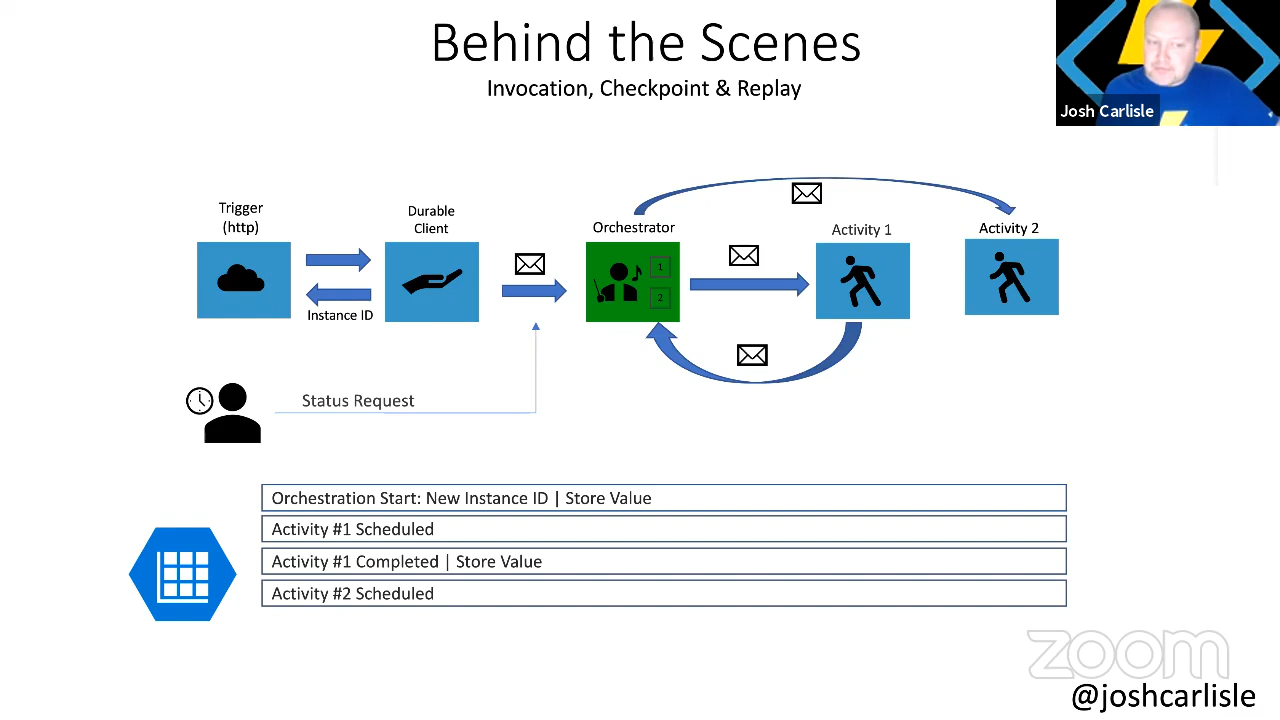 Behind the Scenes
Invocation, Checkpoint & Replay
Josh Carlisle
Trigger
(http)
Durable
Client
Orchestrator
Activity 1
Activity 2
1
2
Instance ID
Status Request
Orchestration Start: New Instance ID | Store Value
Activity #1 Scheduled
Activity #1 Completed | Store Value
Activity #2 Scheduled
zoom
@joshcarlisle